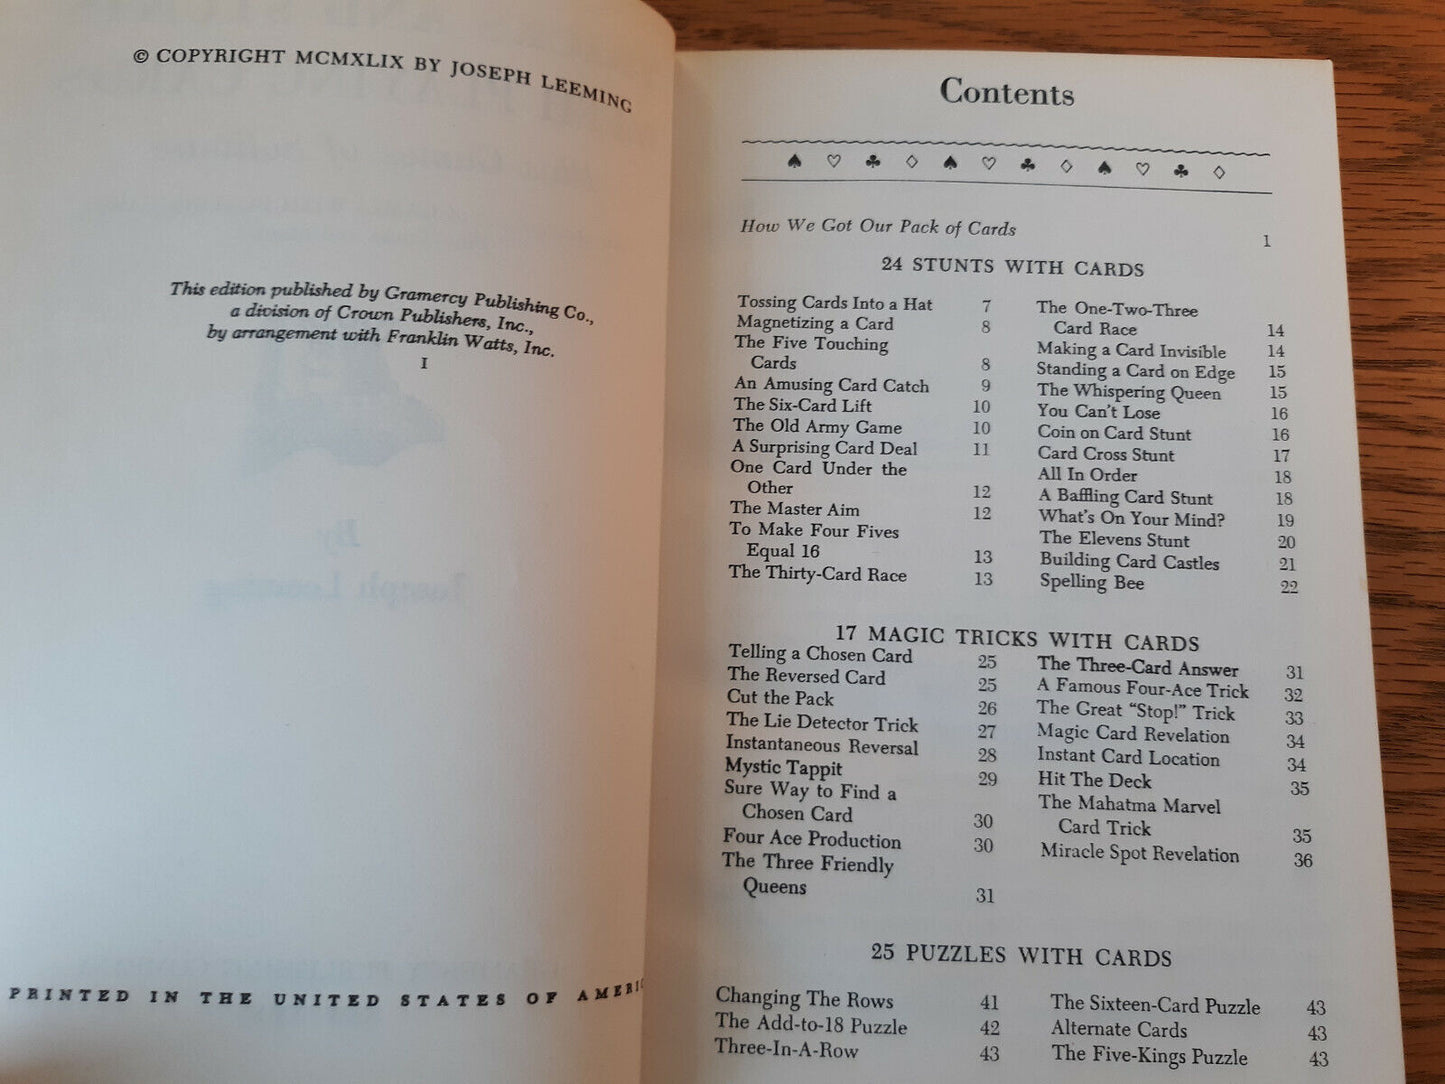 © COPYRIGHT MCMXLIX BY JOSEPH LEEMING
This edition published by Gramercy Publishing Co.,
a division of Crown Publishers, Inc.,
by arrangement with Franklin Watts, Inc.
I
By
Joseph Leeming
PRINTED IN THE UNITED STATES OF AMERIC
Contents
How We Got Our Pack of Cards 1
24 STUNTS WITH CARDS
Tossing Cards Into a Hat 7
Magnetizing a Card 8
The Five Touching
Cards 8
An Amusing Card Catch 9
The Six-Card Lift 10
The Old Army Game 10
A Surprising Card Deal 11
One Card Under the
Other 12
The Master Aim 12
To Make Four Fives
Equal 16 13
The Thirty-Card Race 13
The One-Two-Three
Card Race 14
Making a Card Invisible 14
Standing a Card on Edge 15
The Whispering Queen 15
You Can't Lose 16
Coin on Card Stunt 16
Card Cross Stunt 17
All In Order 18
A Baffling Card Stunt 18
What's On Your Mind? 19
The Elevens Stunt 20
Building Card Castles 21
Spelling Bee 22
17 MAGIC TRICKS WITH CARDS
Telling a Chosen Card 25
The Reversed Card 25
Cut the Pack 26
The Lie Detector Trick 27
Instantaneous Reversal 28
Mystic Tappit 29
Sure Way to Find a
Chosen Card 30
Four Ace Production 30
The Three Friendly
Queens 31
The Three-Card Answer 31
A Famous Four-Ace Trick 32
The Great "Stop!" Trick 33
Magic Card Revelation 34
Instant Card Location 34
Hit The Deck 35
The Mahatma Marvel
Card Trick 35
Miracle Spot Revelation 36
25 PUZZLES WITH CARDS
Changing The Rows 41
The Add-to-18 Puzzle 42
Three-In-A-Row 43
The Sixteen-Card Puzzle 43
Alternate Cards 43
The Five-Kings Puzzle 43